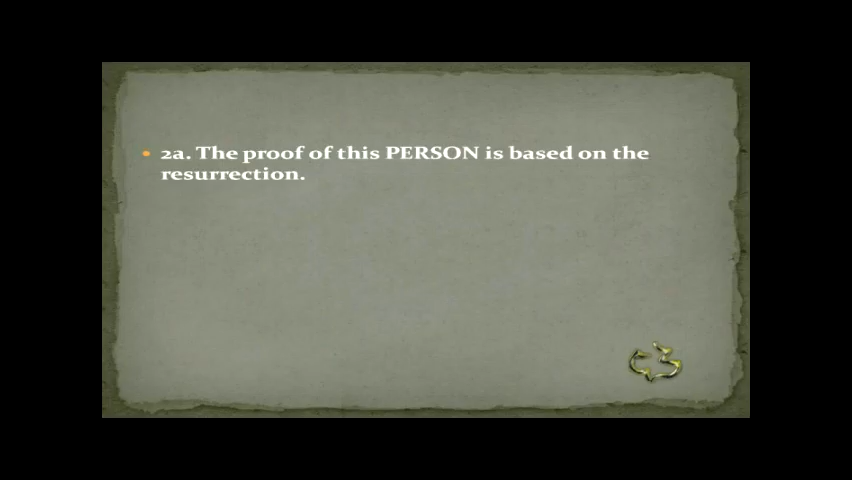 • 2a. The proof of this PERSON is based on the
resurrection.